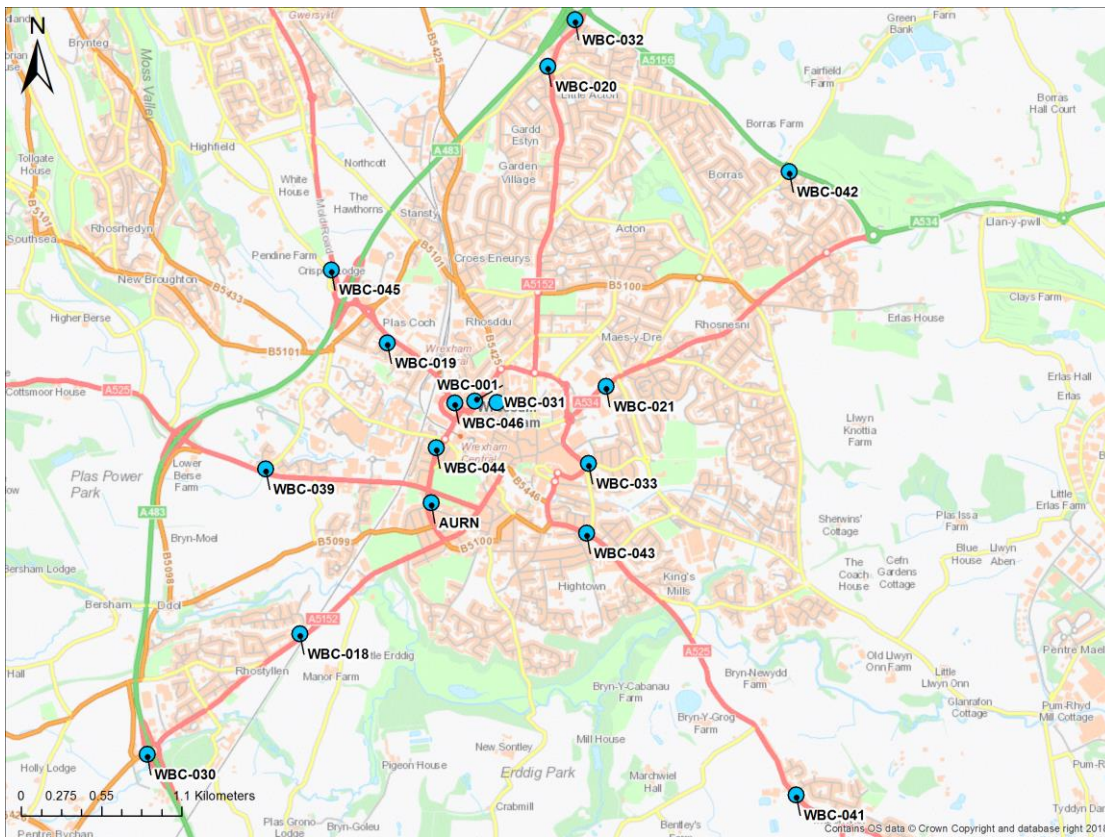 N
Gwersyllt
Brynteg
Moss Valley
B5425
WBC-032
Green
Bank
Farm
A5156
Fairfield
Farm
WBC-020
Little Acton
Gardd
Estyn
Borras
Hall Court
Borras Farm
Highfield
Tollgate
House
Northcott
A483
Garden
Village
Borras
WBC-042
B5101
White
House
The
Hawthorns
Stansty
Acton
A534
Llan-y-pwll
Southsea
Rhosrhedyn
Mold Road
B5101
Pendine Farm
Croes Eneurys
WBC-045
New Broughton
B5433
A5152
B5100
Clays Farm
Higher Berse
Plas Coch
Rhosddu
Rhosnesni
Erlas House
B5101
Maes-y-Dre
WBC-019
B5425
Wrexham
A525
Cottsmoor House
WBC-001
WBC-031
WBC-021
Erlas Hall
Erlas
WBC-046
A534
Llwyn
Knottia
Farm
WBC-044
Wrexham
Central
Plas Power
Park
Lower
Berse
Farm
WBC-039
B5446
WBC-033
Little
Erlas Farm
A483
AURN
Sherwins'
Cottage
Plas Issa
Farm
Bryn-Moel
B5099
B5100
WBC-043
Blue
House
Llwyn
Aben
Cefn
Gardens
Cottage
The
Coach
House
Bersham Lodge
B5098
Hightown
King's
Mills
Bersham
Ddol
A5152
WBC-018
Hall
Rhostyllen
Manor Farm
A525
Bryn-Newydd
Farm
Old Llwyn
Onn Farm
Little
Llwyn Onn
Bryn-Y-Cabanau
Farm
Glanrafon
Cottage
Pum-Rhyd
Mill Cottage
Bryn-Y-Grog
Farm
WBC-030
Holly Lodge
New Sontley
Mill House
Pigeon House
Erddig Park
Marchwiel
Hall
0 0.275 0.55 1.1 Kilometers
Crabmill
WBC-041
Pentre Bychan
Plas Grono
Lodge
Bryn-Goleu
Bentley's
Farm
Tyddyn Dan
Contains OS data © Crown Copyright and database right 201